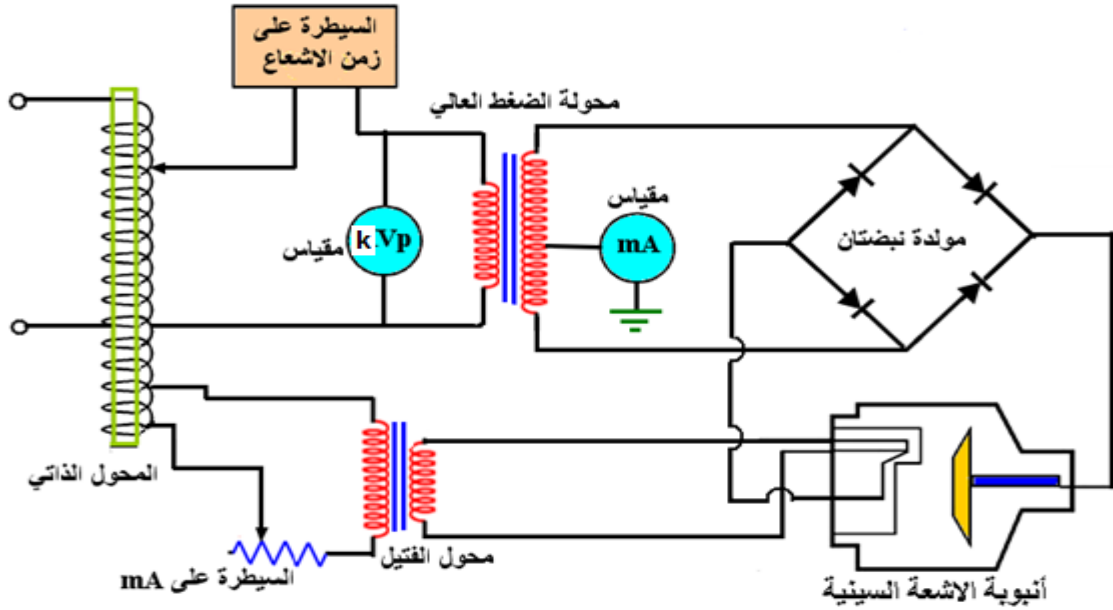 السيطرة على
زمن الاشعاع
محولة الضغط العالي
مقياس
kVp
مقياس
mA
مولدة نبضتان
المحول الذاتي
محول الفتيل
السيطرة على mA
أنبوبة الاشعة السينية